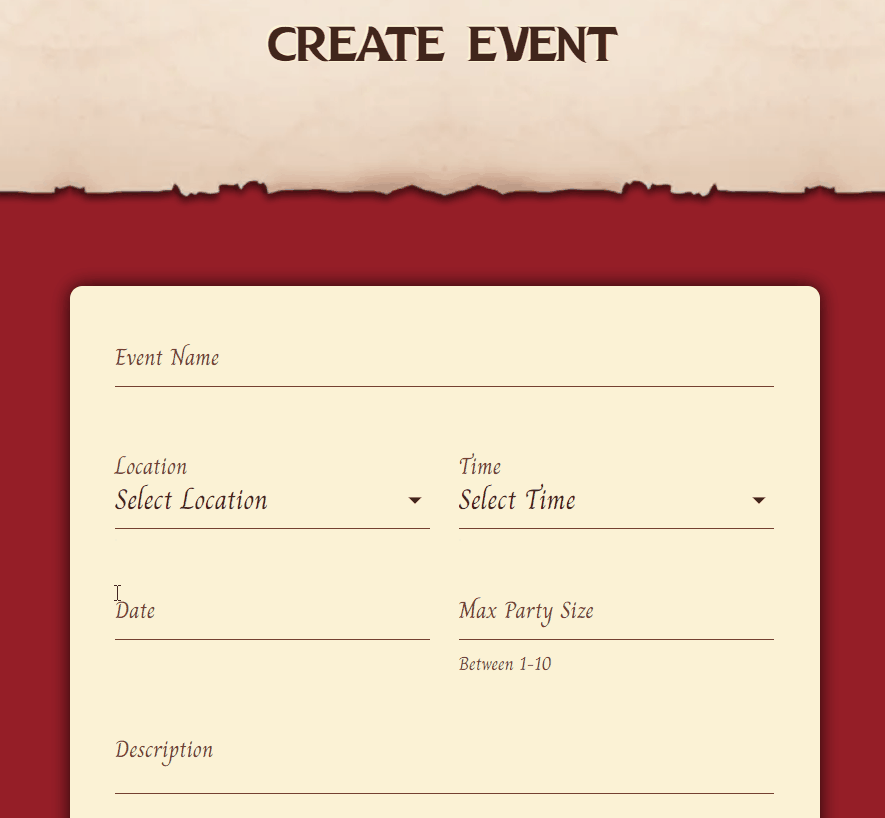 CREATE EVENT
Event Name
Location
Time
Select Location
Select Time
Date
Max Party Size
Between 1-10
Description